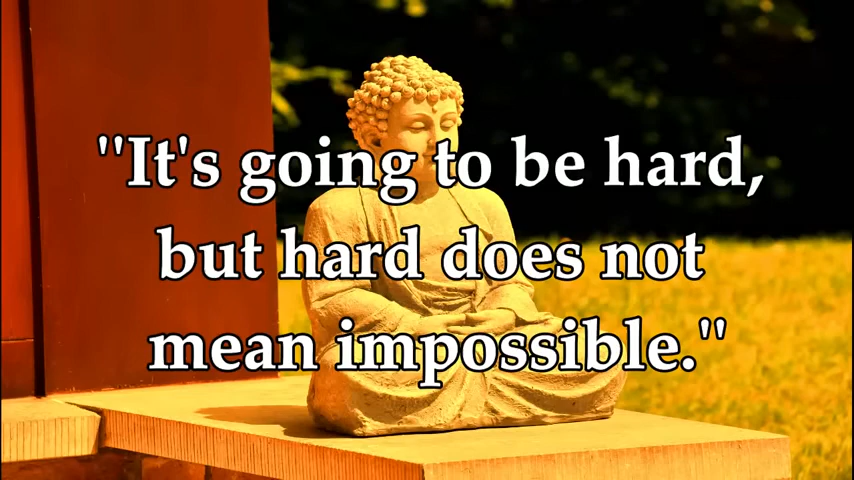 "It's going to be hard,
but hard does not
mean impossible."